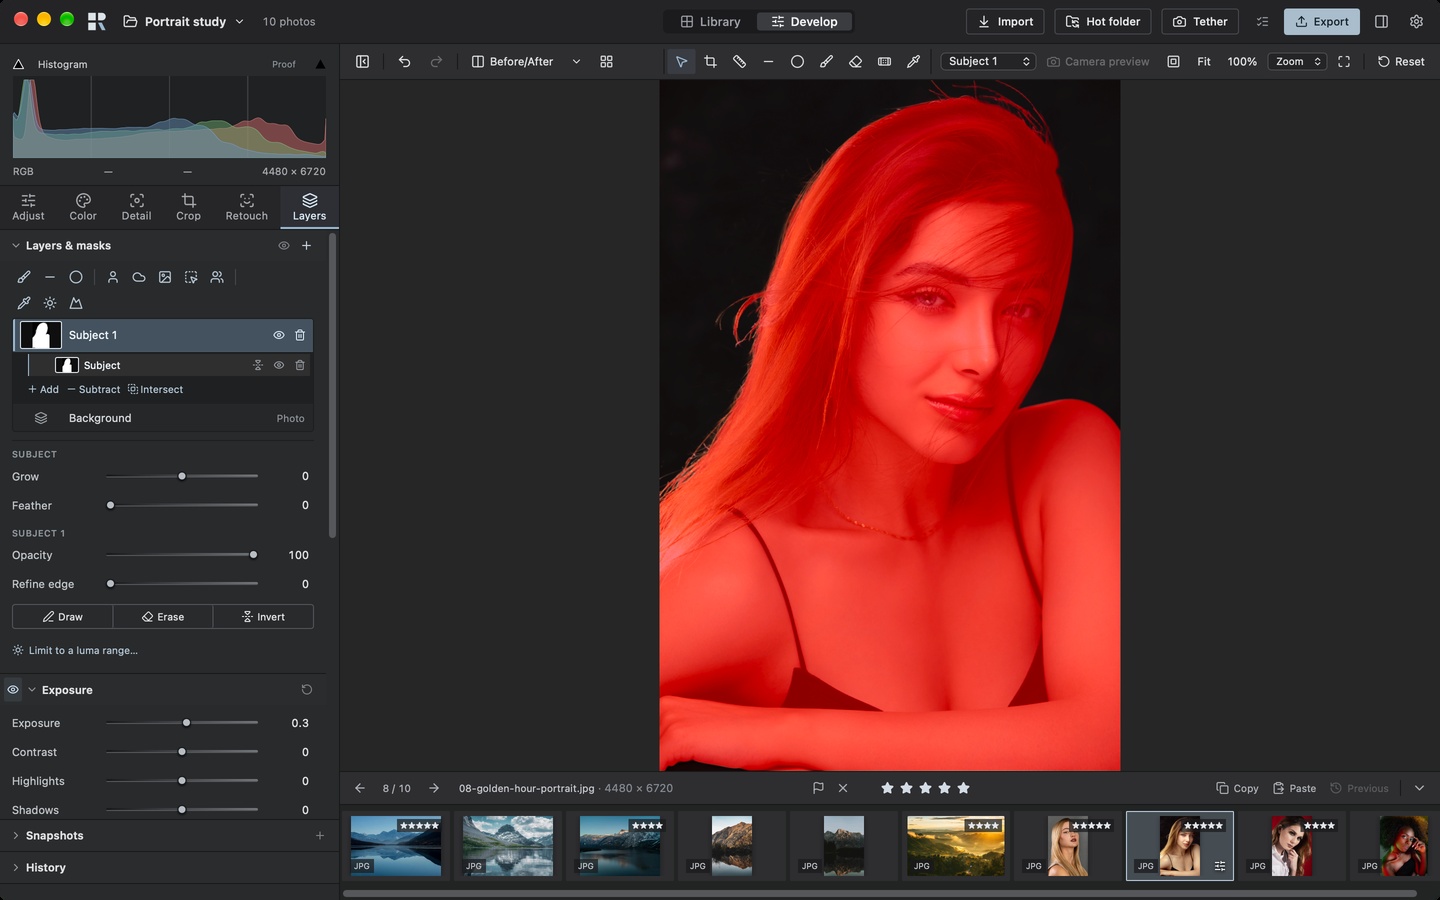 Portrait study
10 photos
Library
Develop
Import
Hot folder
Tether
Export
Histogram
Proof
RGB
4480 × 6720
Before/After
Subject 1
Camera preview
Fit
100%
Zoom
Reset
Adjust
Color
Detail
Crop
Retouch
Layers
Layers & masks
Subject 1
Subject
Add
Subtract
Intersect
Background
Photo
SUBJECT
Grow 0
Feather 0
SUBJECT 1
Opacity 100
Refine edge 0
Draw
Erase
Invert
Limit to a luma range...
Exposure
Exposure 0.3
Contrast 0
Highlights 0
Shadows 0
Snapshots
History
8 / 10
08-golden-hour-portrait.jpg · 4480 × 6720
Copy
Paste
Previous
JPG
JPG
JPG
JPG
JPG
JPG
JPG
JPG
JPG
JPG